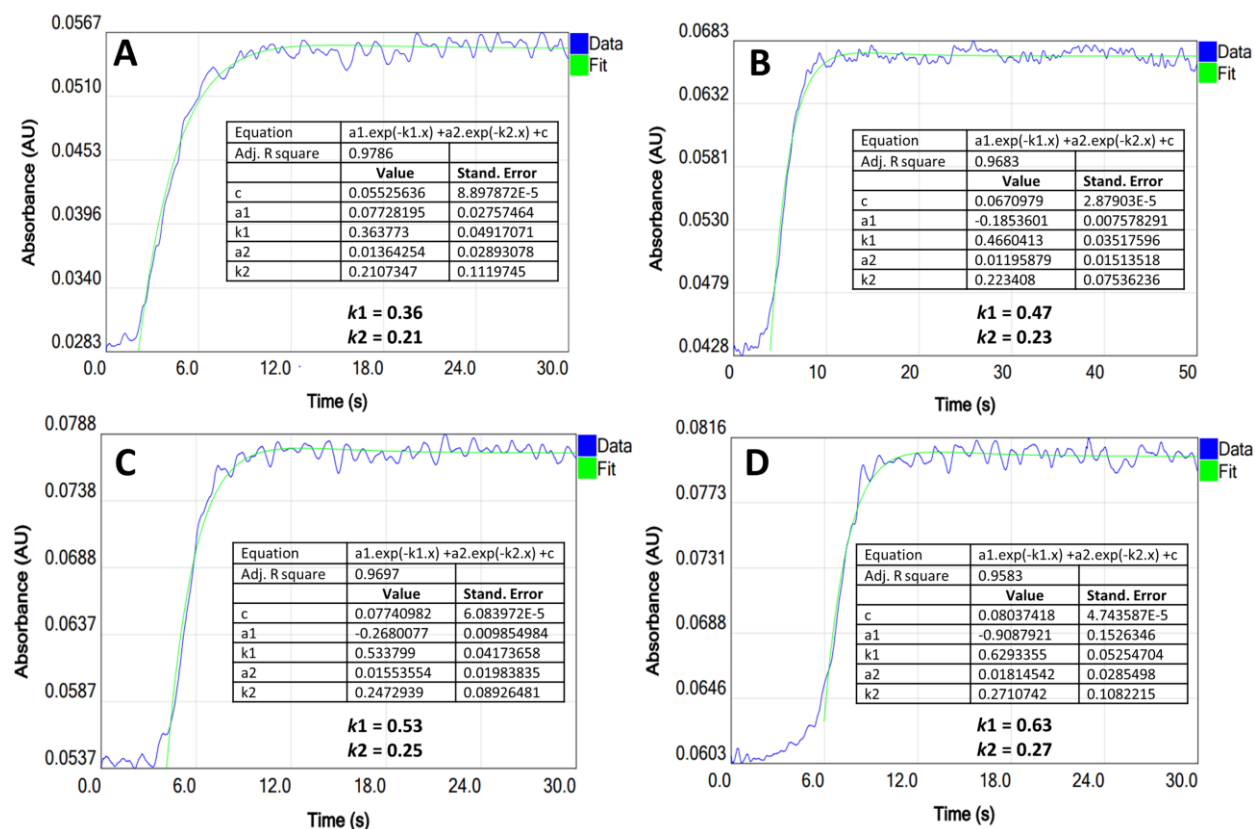 A
Absorbance (AU)
0.0567
0.0510
0.0453
0.0396
0.0340
0.0283
Data
Fit
Equation a1.exp(-k1.x) +a2.exp(-k2.x) +c
Adj. R square 0.9786
Value Stand. Error
c 0.05525636 8.897872E-5
a1 0.07728195 0.02757464
k1 0.363773 0.04917071
a2 0.01364254 0.02893078
k2 0.2107347 0.1119745
k1 = 0.36
k2 = 0.21
0.0 6.0 12.0 18.0 24.0 30.0
Time (s)
B
Absorbance (AU)
0.0683
0.0632
0.0581
0.0530
0.0479
0.0428
Data
Fit
Equation a1.exp(-k1.x) +a2.exp(-k2.x) +c
Adj. R square 0.9683
Value Stand. Error
c 0.0670979 2.87903E-5
a1 -0.1853601 0.007578291
k1 0.4660413 0.03517596
a2 0.01195879 0.01513518
k2 0.223408 0.07536236
k1 = 0.47
k2 = 0.23
0 10 20 30 40 50
Time (s)
C
Absorbance (AU)
0.0788
0.0738
0.0688
0.0637
0.0587
0.0537
Data
Fit
Equation a1.exp(-k1.x) +a2.exp(-k2.x) +c
Adj. R square 0.9697
Value Stand. Error
c 0.07740982 6.083972E-5
a1 -0.2680077 0.009854984
k1 0.533799 0.04173658
a2 0.01553554 0.01983835
k2 0.2472939 0.08926481
k1 = 0.53
k2 = 0.25
0.0 6.0 12.0 18.0 24.0 30.0
Time (s)
D
Absorbance (AU)
0.0816
0.0773
0.0731
0.0688
0.0646
0.0603
Data
Fit
Equation a1.exp(-k1.x) +a2.exp(-k2.x) +c
Adj. R square 0.9583
Value Stand. Error
c 0.08037418 4.743587E-5
a1 -0.9087921 0.1526346
k1 0.6293355 0.05254704
a2 0.01814542 0.0285498
k2 0.2710742 0.1082215
k1 = 0.63
k2 = 0.27
0.0 6.0 12.0 18.0 24.0 30.0
Time (s)